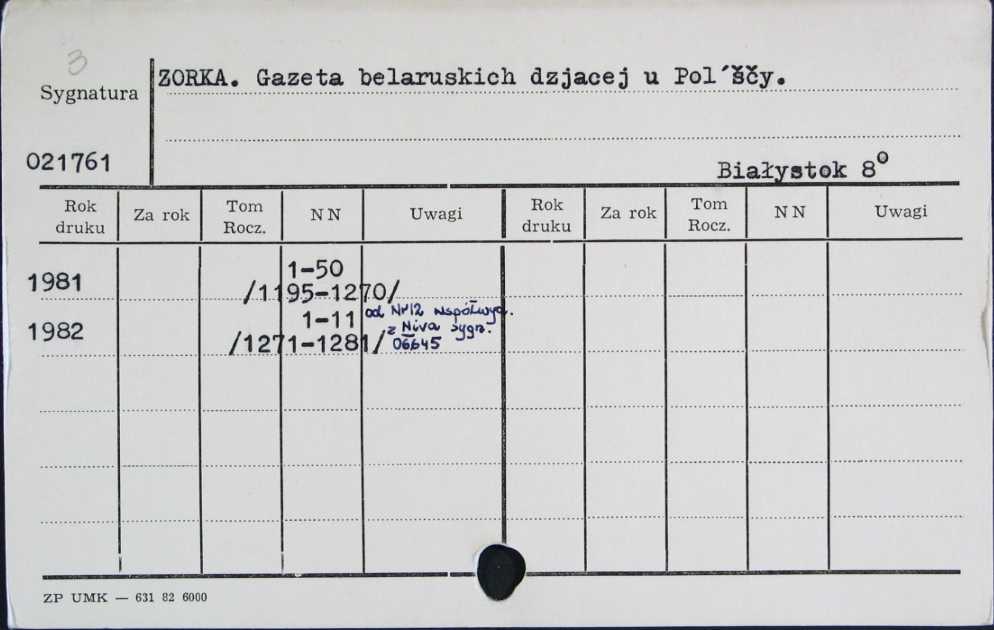 3
ZORKA. Gazeta belaruskich dzjacej u Pol´ščy.
Sygnatura
021761
Białystok 8°
Rok druku Za rok Tom Rocz. NN Uwagi Rok druku Za rok Tom Rocz. NN Uwagi
1981 1-50
/1195-1270/
1982 1-11 od Nr12 współwyd.
z Niva sygn.
/1271-1281/ 06645
ZP UMK — 631 82 6000